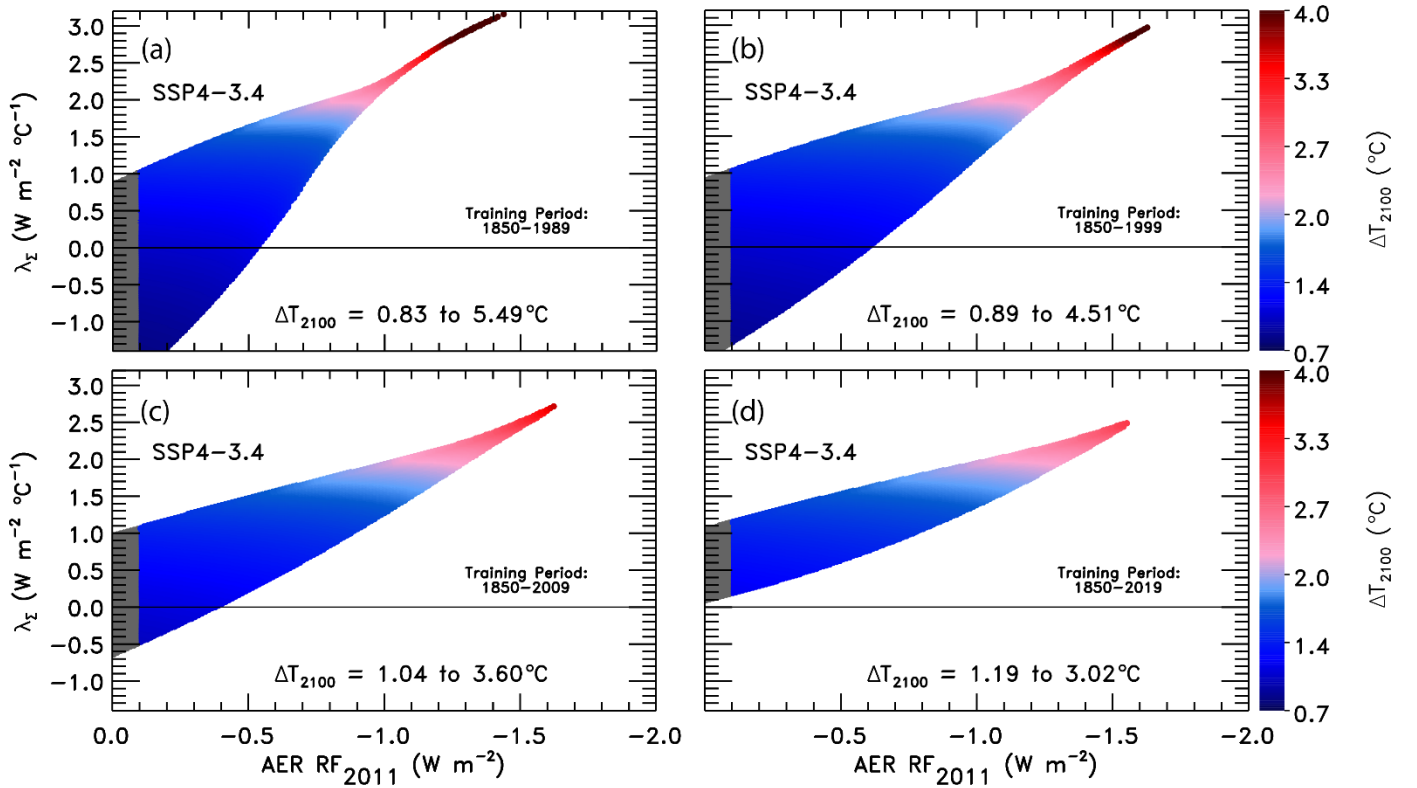 (a)
SSP4−3.4
Training Period:
1850−1989
ΔT2100 = 0.83 to 5.49°C
3.0
2.5
2.0
1.5
1.0
0.5
0.0
−0.5
−1.0
λΣ (W m−2 °C−1)
(b)
SSP4−3.4
Training Period:
1850−1999
ΔT2100 = 0.89 to 4.51°C
4.0
3.3
2.7
2.0
1.4
0.7
ΔT2100 (°C)
(c)
SSP4−3.4
Training Period:
1850−2009
ΔT2100 = 1.04 to 3.60°C
3.0
2.5
2.0
1.5
1.0
0.5
0.0
−0.5
−1.0
λΣ (W m−2 °C−1)
0.0 −0.5 −1.0 −1.5 −2.0
AER RF2011 (W m−2)
(d)
SSP4−3.4
Training Period:
1850−2019
ΔT2100 = 1.19 to 3.02°C
−0.5 −1.0 −1.5 −2.0
AER RF2011 (W m−2)
4.0
3.3
2.7
2.0
1.4
0.7
ΔT2100 (°C)